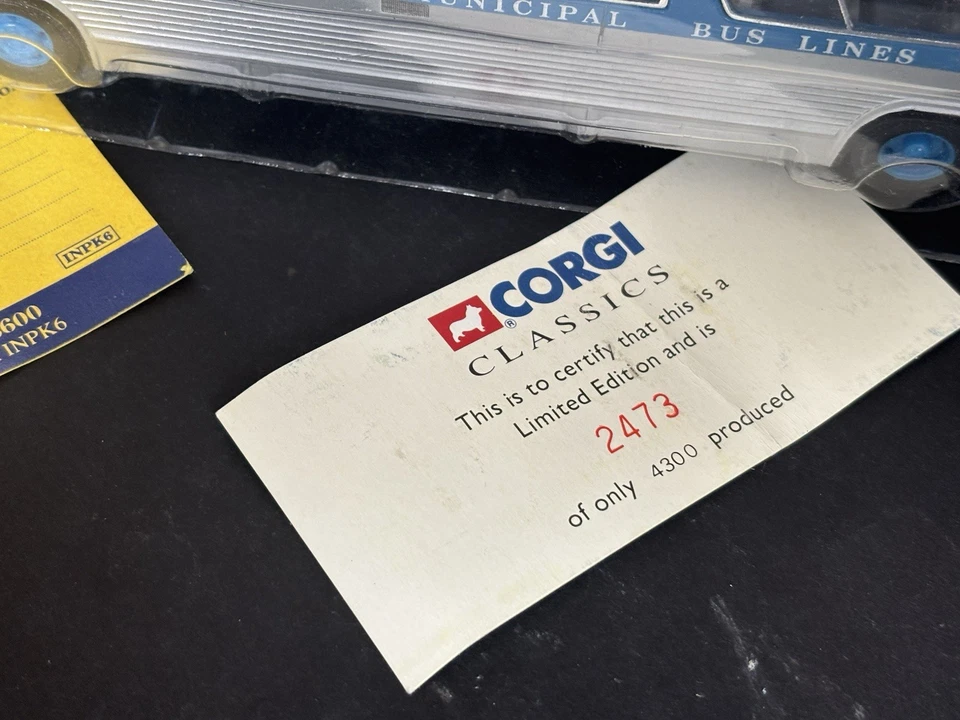 UNICIPAL BUS LINES
INPK6
600
INPK6
CORGI
®
CLASSICS
This is to certify that this is a
Limited Edition and is
2473
of only 4300 produced